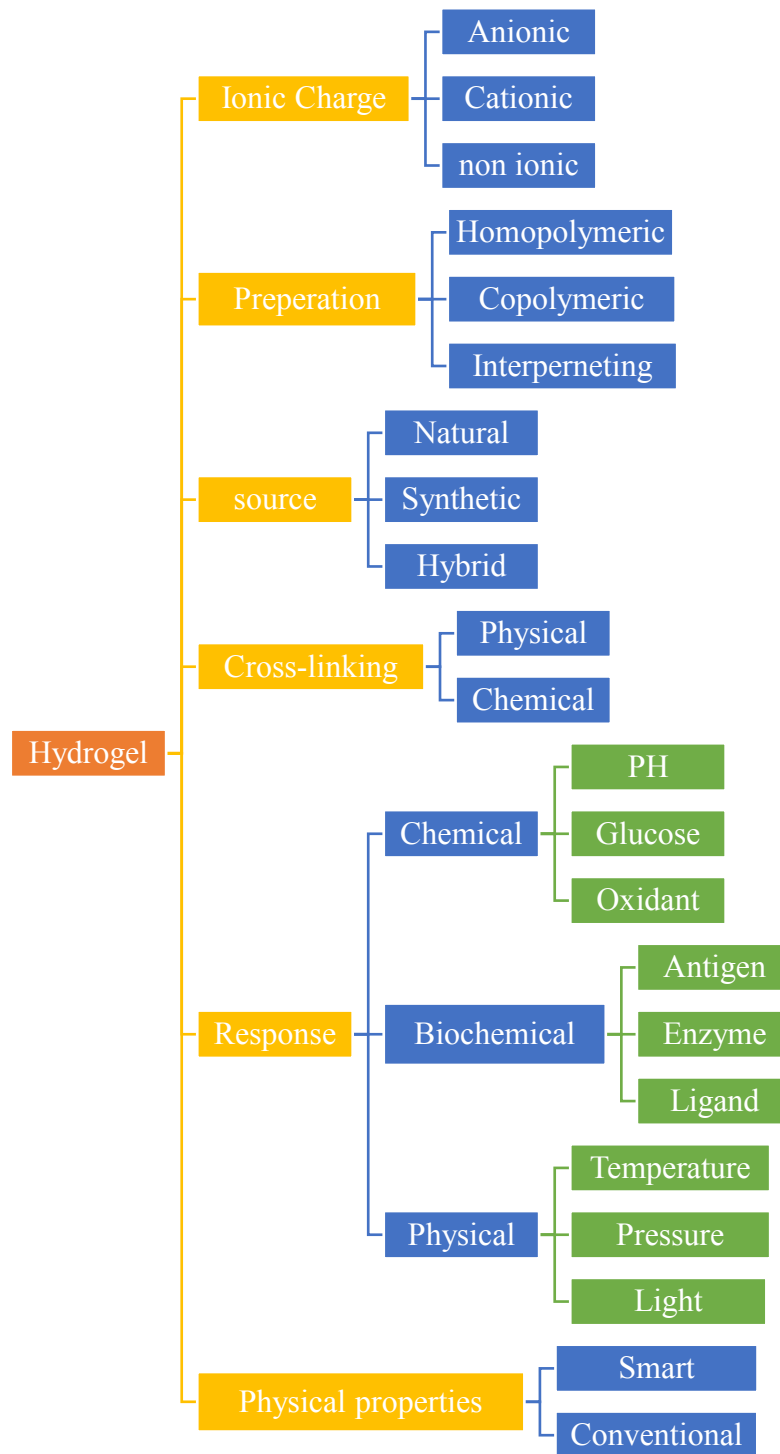 Hydrogel
Ionic Charge
Anionic
Cationic
non ionic
Preperation
Homopolymeric
Copolymeric
Interperneting
source
Natural
Synthetic
Hybrid
Cross-linking
Physical
Chemical
Response
Chemical
PH
Glucose
Oxidant
Biochemical
Antigen
Enzyme
Ligand
Physical
Temperature
Pressure
Light
Physical properties
Smart
Conventional